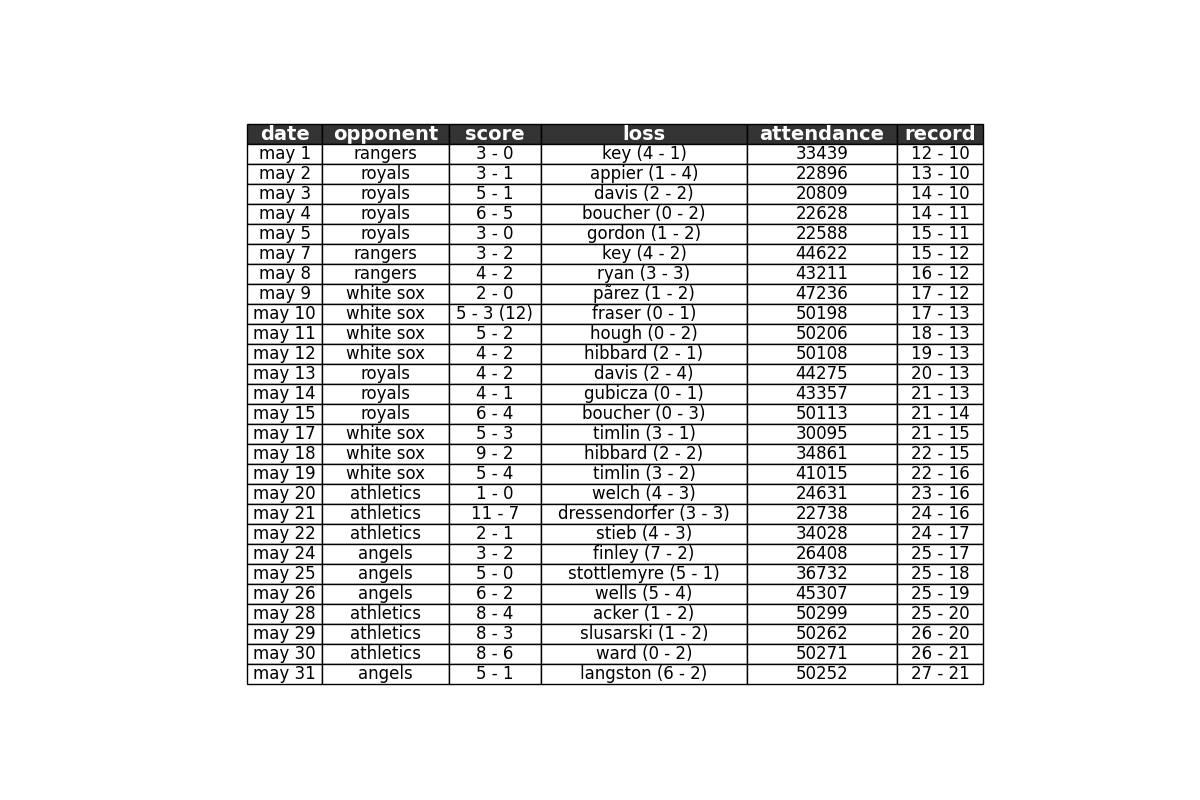 date opponent score loss attendance record
may 1 rangers 3 - 0 key (4 - 1) 33439 12 - 10
may 2 royals 3 - 1 appier (1 - 4) 22896 13 - 10
may 3 royals 5 - 1 davis (2 - 2) 20809 14 - 10
may 4 royals 6 - 5 boucher (0 - 2) 22628 14 - 11
may 5 royals 3 - 0 gordon (1 - 2) 22588 15 - 11
may 7 rangers 3 - 2 key (4 - 2) 44622 15 - 12
may 8 rangers 4 - 2 ryan (3 - 3) 43211 16 - 12
may 9 white sox 2 - 0 pãrez (1 - 2) 47236 17 - 12
may 10 white sox 5 - 3 (12) fraser (0 - 1) 50198 17 - 13
may 11 white sox 5 - 2 hough (0 - 2) 50206 18 - 13
may 12 white sox 4 - 2 hibbard (2 - 1) 50108 19 - 13
may 13 royals 4 - 2 davis (2 - 4) 44275 20 - 13
may 14 royals 4 - 1 gubicza (0 - 1) 43357 21 - 13
may 15 royals 6 - 4 boucher (0 - 3) 50113 21 - 14
may 17 white sox 5 - 3 timlin (3 - 1) 30095 21 - 15
may 18 white sox 9 - 2 hibbard (2 - 2) 34861 22 - 15
may 19 white sox 5 - 4 timlin (3 - 2) 41015 22 - 16
may 20 athletics 1 - 0 welch (4 - 3) 24631 23 - 16
may 21 athletics 11 - 7 dressendorfer (3 - 3) 22738 24 - 16
may 22 athletics 2 - 1 stieb (4 - 3) 34028 24 - 17
may 24 angels 3 - 2 finley (7 - 2) 26408 25 - 17
may 25 angels 5 - 0 stottlemyre (5 - 1) 36732 25 - 18
may 26 angels 6 - 2 wells (5 - 4) 45307 25 - 19
may 28 athletics 8 - 4 acker (1 - 2) 50299 25 - 20
may 29 athletics 8 - 3 slusarski (1 - 2) 50262 26 - 20
may 30 athletics 8 - 6 ward (0 - 2) 50271 26 - 21
may 31 angels 5 - 1 langston (6 - 2) 50252 27 - 21